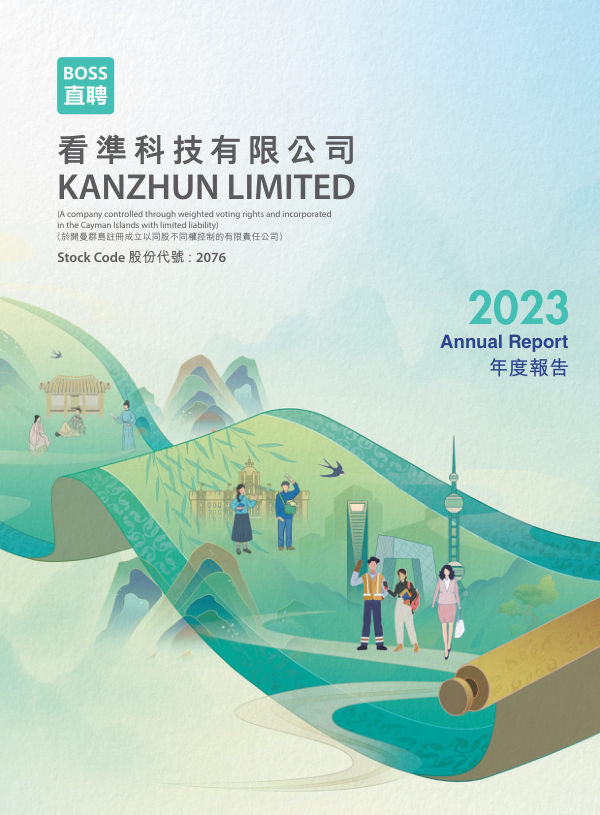 BOSS
直聘
看準科技有限公司
KANZHUN LIMITED
(A company controlled through weighted voting rights and incorporated
in the Cayman Islands with limited liability)
（於開曼群島註冊成立以同股不同權控制的有限責任公司）
Stock Code 股份代號 : 2076
2023
Annual Report
年度報告